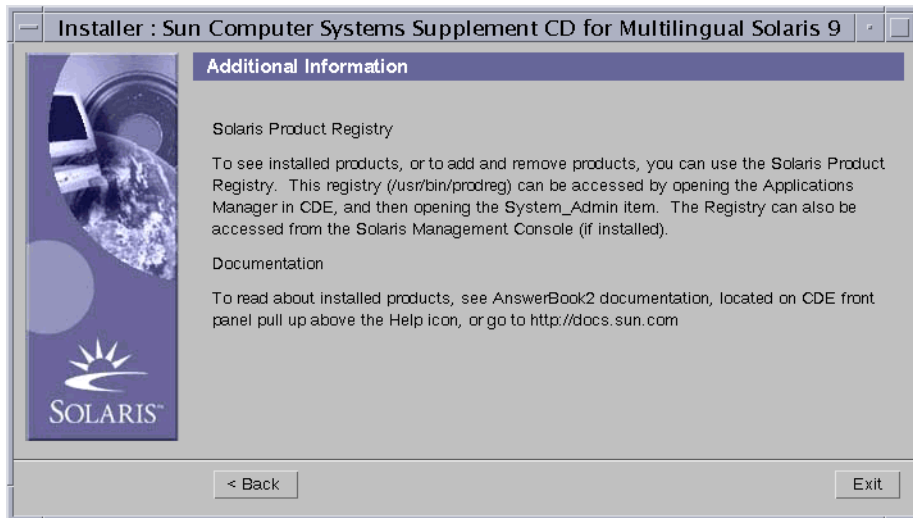 Installer : Sun Computer Systems Supplement CD for Multilingual Solaris 9
Additional Information
Solaris Product Registry
To see installed products, or to add and remove products, you can use the Solaris Product
Registry. This registry (/usr/bin/prodreg) can be accessed by opening the Applications
Manager in CDE, and then opening the System_Admin item. The Registry can also be
accessed from the Solaris Management Console (if installed).
Documentation
To read about installed products, see AnswerBook2 documentation, located on CDE front
panel pull up above the Help icon, or go to http://docs.sun.com
SOLARIS™
< Back
Exit